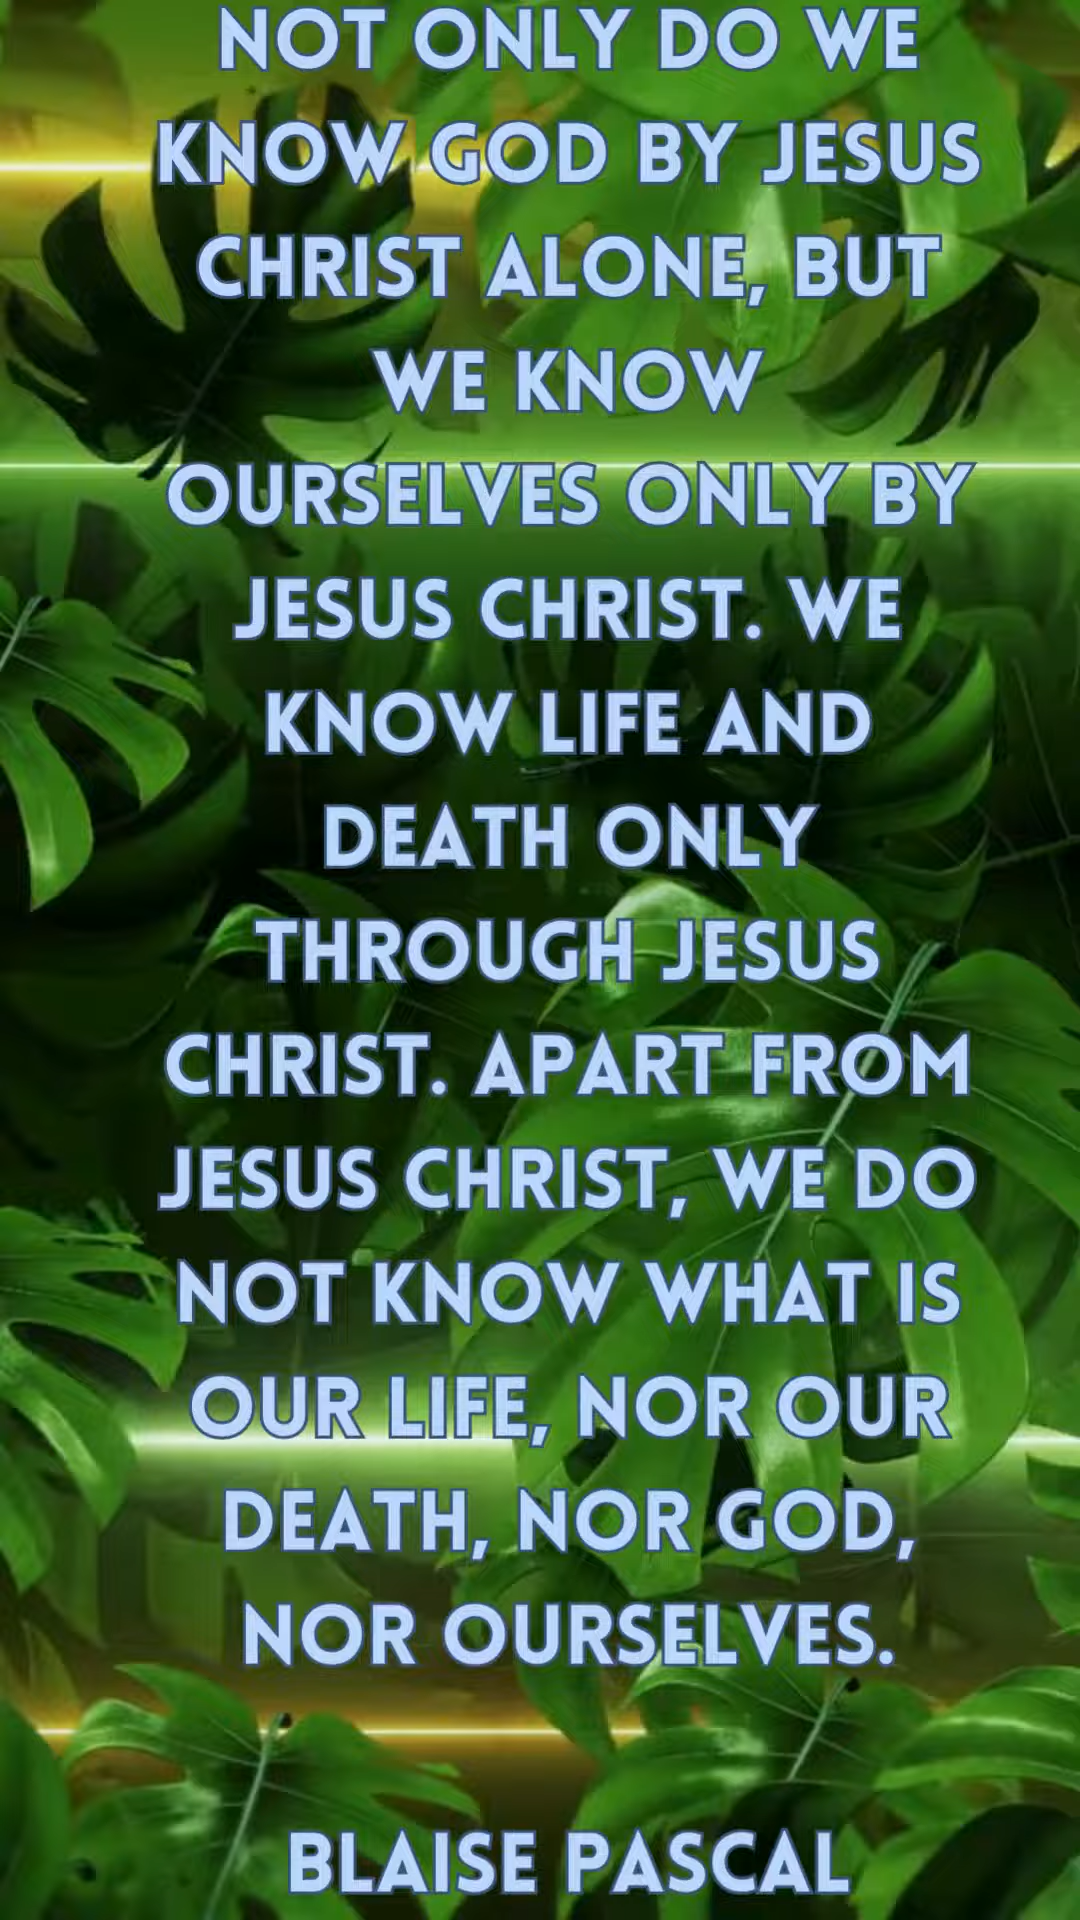 NOT ONLY DO WE
KNOW GOD BY JESUS
CHRIST ALONE, BUT
WE KNOW
OURSELVES ONLY BY
JESUS CHRIST. WE
KNOW LIFE AND
DEATH ONLY
THROUGH JESUS
CHRIST. APART FROM
JESUS CHRIST, WE DO
NOT KNOW WHAT IS
OUR LIFE, NOR OUR
DEATH, NOR GOD,
NOR OURSELVES.
BLAISE PASCAL